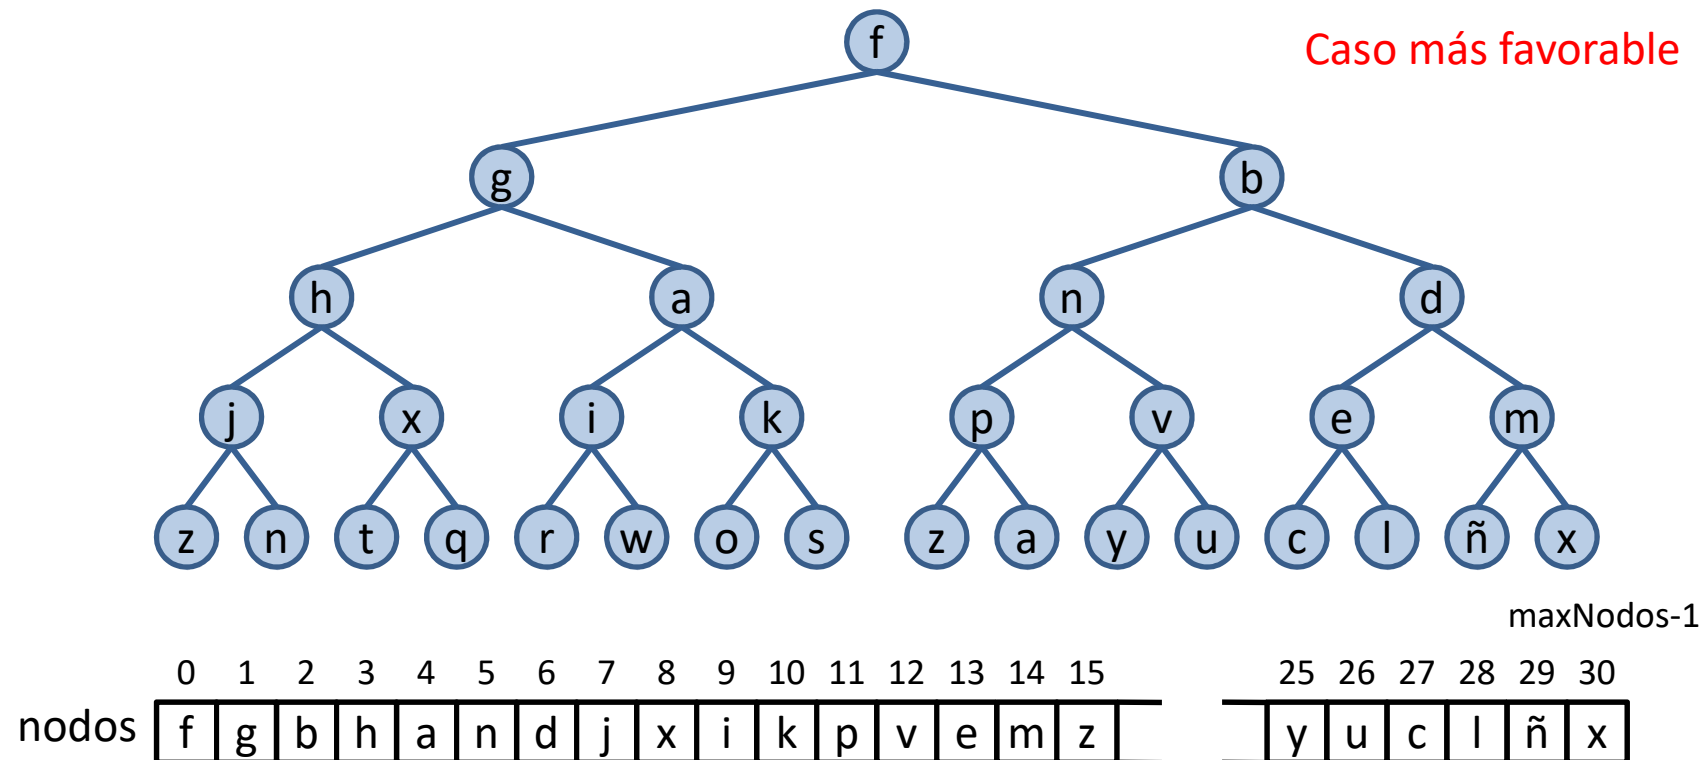 f
Caso más favorable
g b
h a n d
j x i k p v e m
z n t q r w o s z a y u c l ñ x
maxNodos-1
0 1 2 3 4 5 6 7 8 9 10 11 12 13 14 15 25 26 27 28 29 30
nodos f g b h a n d j x i k p v e m z y u c l ñ x